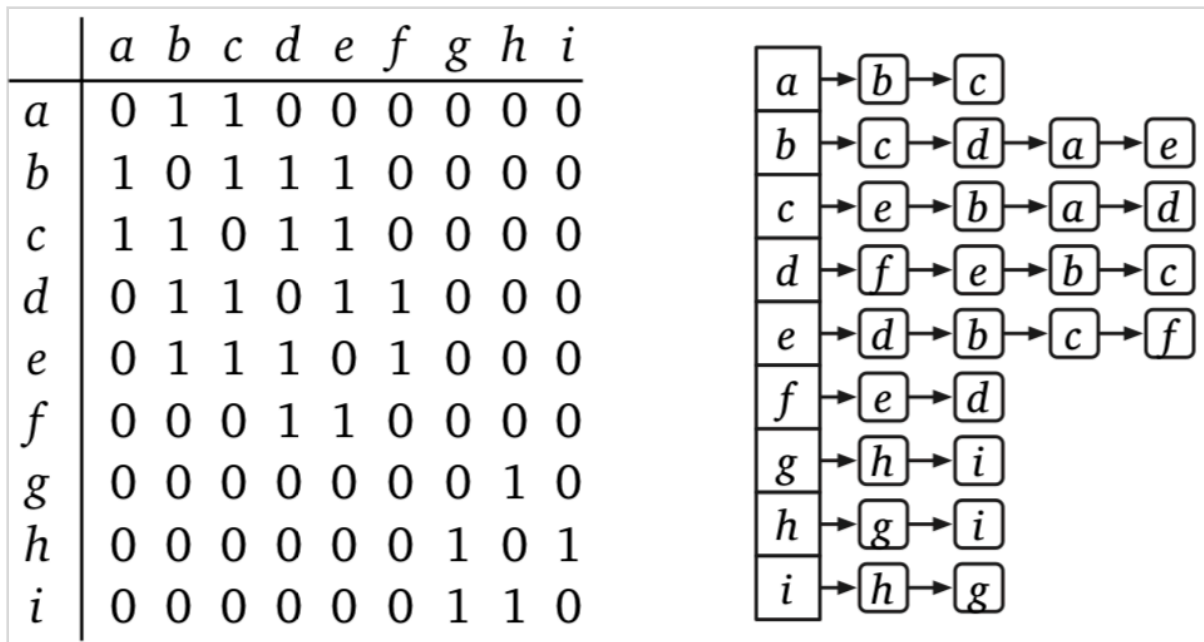 a b c d e f g h i
a 0 1 1 0 0 0 0 0 0
b 1 0 1 1 1 0 0 0 0
c 1 1 0 1 1 0 0 0 0
d 0 1 1 0 1 1 0 0 0
e 0 1 1 1 0 1 0 0 0
f 0 0 0 1 1 0 0 0 0
g 0 0 0 0 0 0 0 1 0
h 0 0 0 0 0 0 1 0 1
i 0 0 0 0 0 0 1 1 0
a b c
b c d a e
c e b a d
d f e b c
e d b c f
f e d
g h i
h g i
i h g